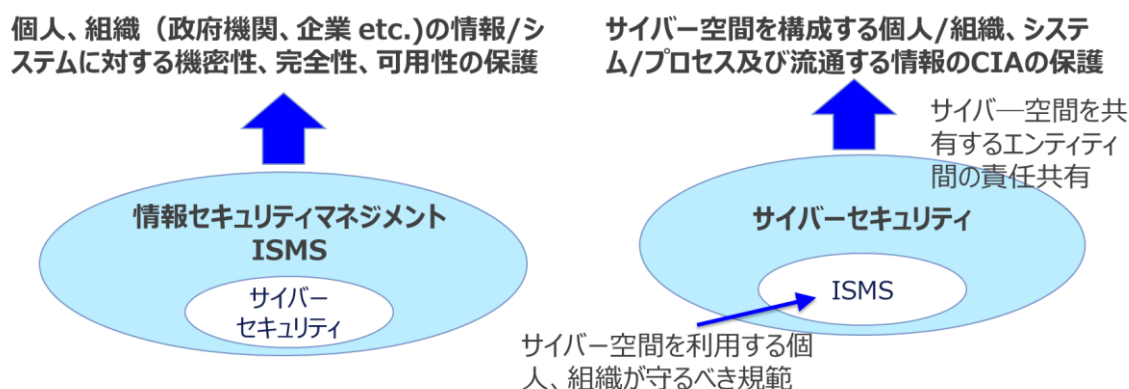 個人、組織（政府機関、企業 etc.)の情報/シ
ステムに対する機密性、完全性、可用性の保護
情報セキュリティマネジメント
ISMS
サイバー
セキュリティ
サイバー空間を構成する個人/組織、システ
ム/プロセス及び流通する情報のCIAの保護
サイバ―空間を共
有するエンティティ
間の責任共有
サイバーセキュリティ
ISMS
サイバー空間を利用する個
人、組織が守るべき規範